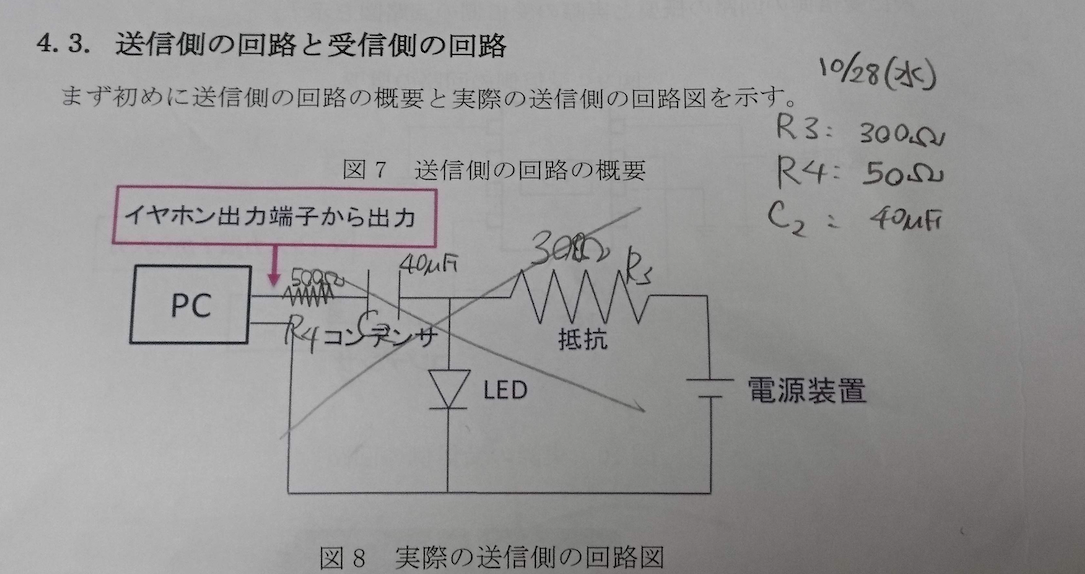 4.3. 送信側の回路と受信側の回路
10/28(水)
まず初めに送信側の回路の概要と実際の送信側の回路図を示す。
R3: 300Ω
R4: 50Ω
C2: 40μF
図7 送信側の回路の概要
イヤホン出力端子から出力
300Ω
40μF
500Ω
R3
PC
R4
コンデンサ
C2
抵抗
LED
電源装置
図8 実際の送信側の回路図